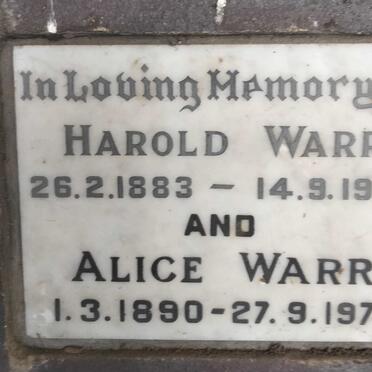 In Loving Memory
HAROLD WARR
26.2.1883 - 14.9.19
AND
ALICE WARR
1.3.1890 - 27.9.197